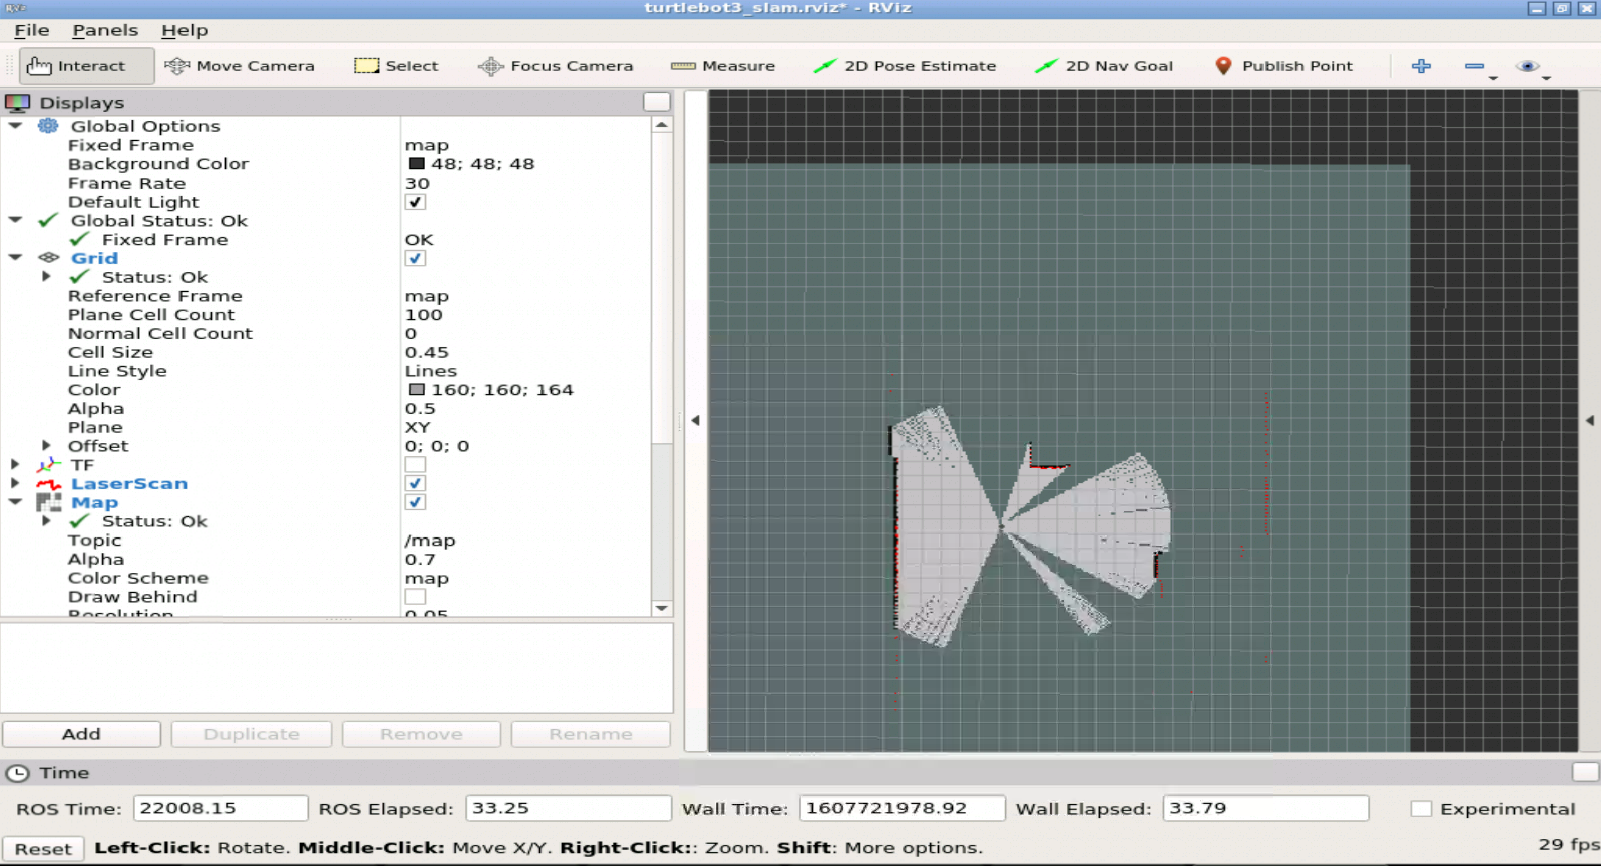 RViz
turtlebot3_slam.rviz* - RViz
File Panels Help
Interact Move Camera Select Focus Camera Measure 2D Pose Estimate 2D Nav Goal Publish Point
Displays
Global Options
Fixed Frame map
Background Color 48; 48; 48
Frame Rate 30
Default Light
Global Status: Ok
Fixed Frame OK
Grid
Status: Ok
Reference Frame map
Plane Cell Count 100
Normal Cell Count 0
Cell Size 0.45
Line Style Lines
Color 160; 160; 164
Alpha 0.5
Plane XY
Offset 0; 0; 0
TF
LaserScan
Map
Status: Ok
Topic /map
Alpha 0.7
Color Scheme map
Draw Behind
Resolution 0.05
Add Duplicate Remove Rename
Time
ROS Time: 22008.15 ROS Elapsed: 33.25 Wall Time: 1607721978.92 Wall Elapsed: 33.79 Experimental
Reset Left-Click: Rotate. Middle-Click: Move X/Y. Right-Click:: Zoom. Shift: More options. 29 fps